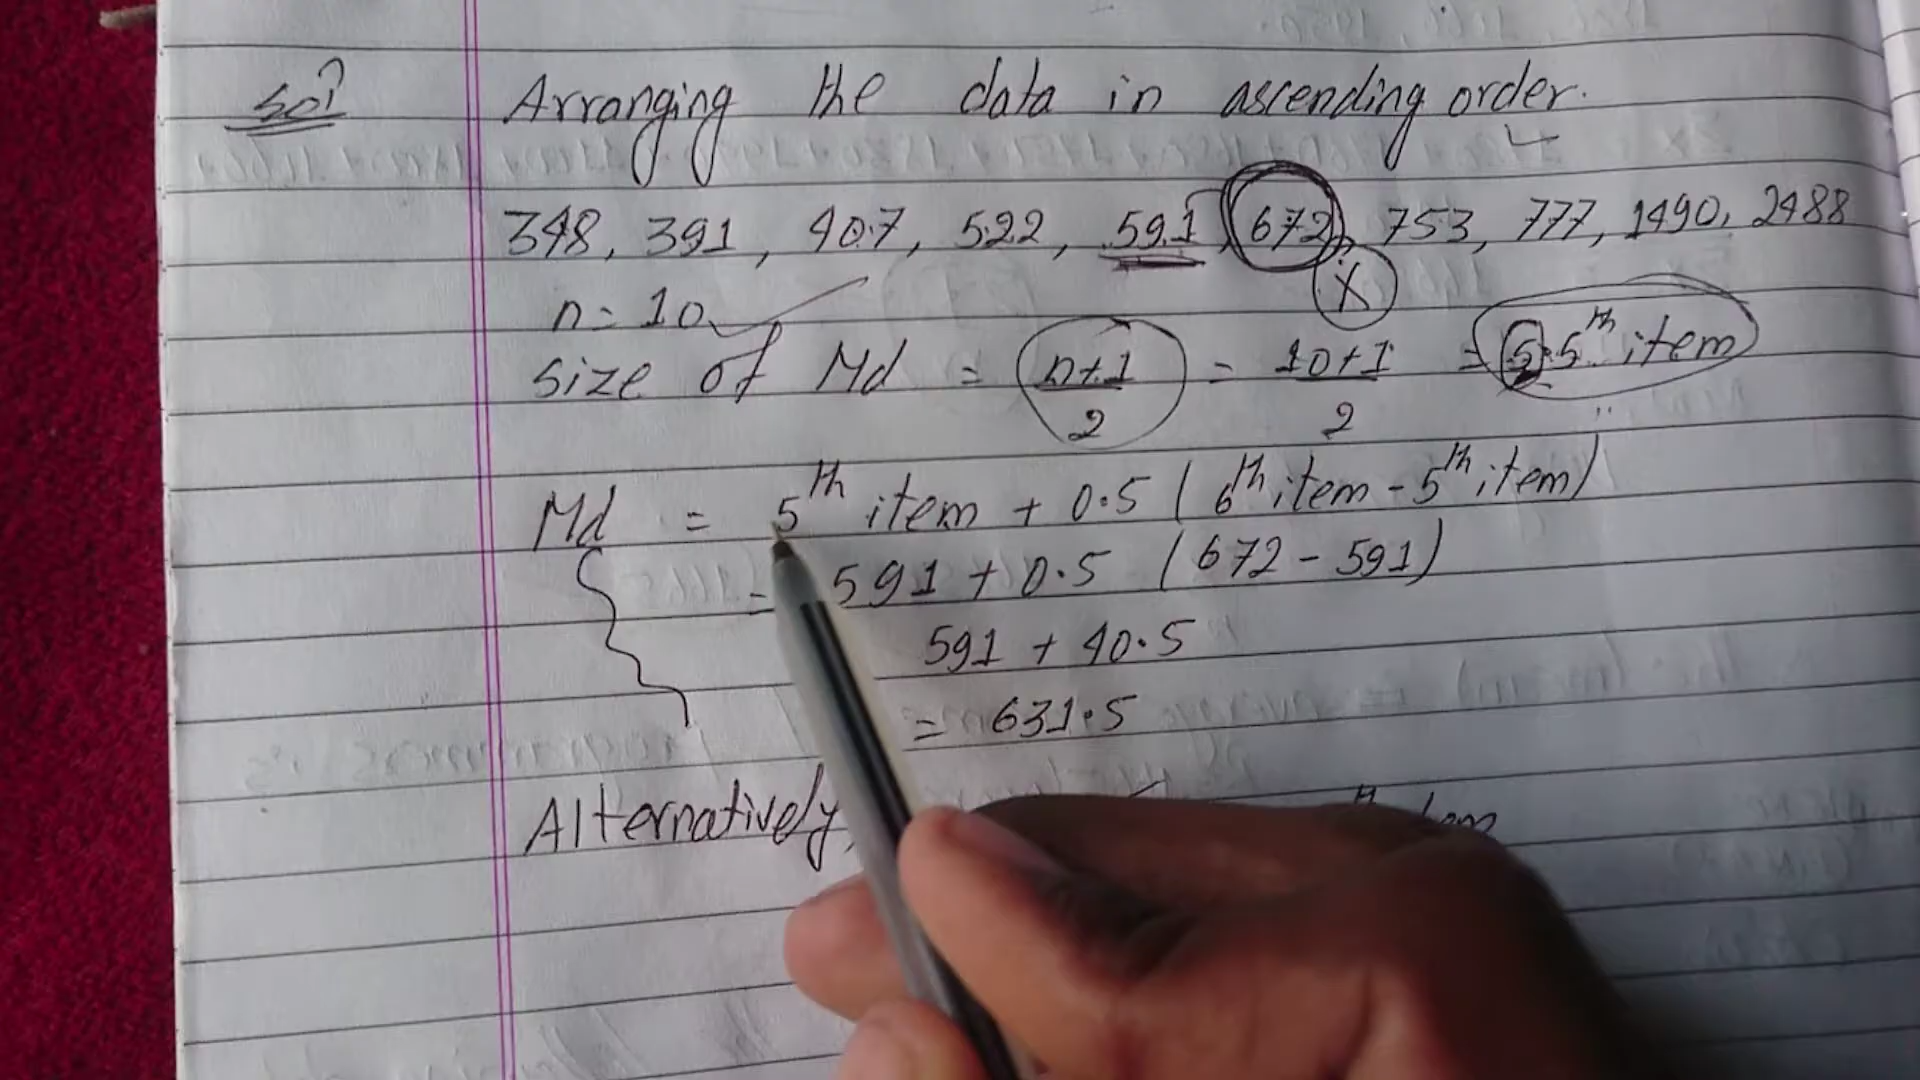 Sol?
Arranging the data in ascending order.
348, 391, 407, 522, 591, 672, 753, 777, 1490, 2488
X
n = 10
size of Md = n+1/2 = 10+1/2 = 5.5th item
Md = 5th item + 0.5 (6th item - 5th item)
= 591 + 0.5 (672 - 591)
591 + 40.5
= 631.5
Alternatively,